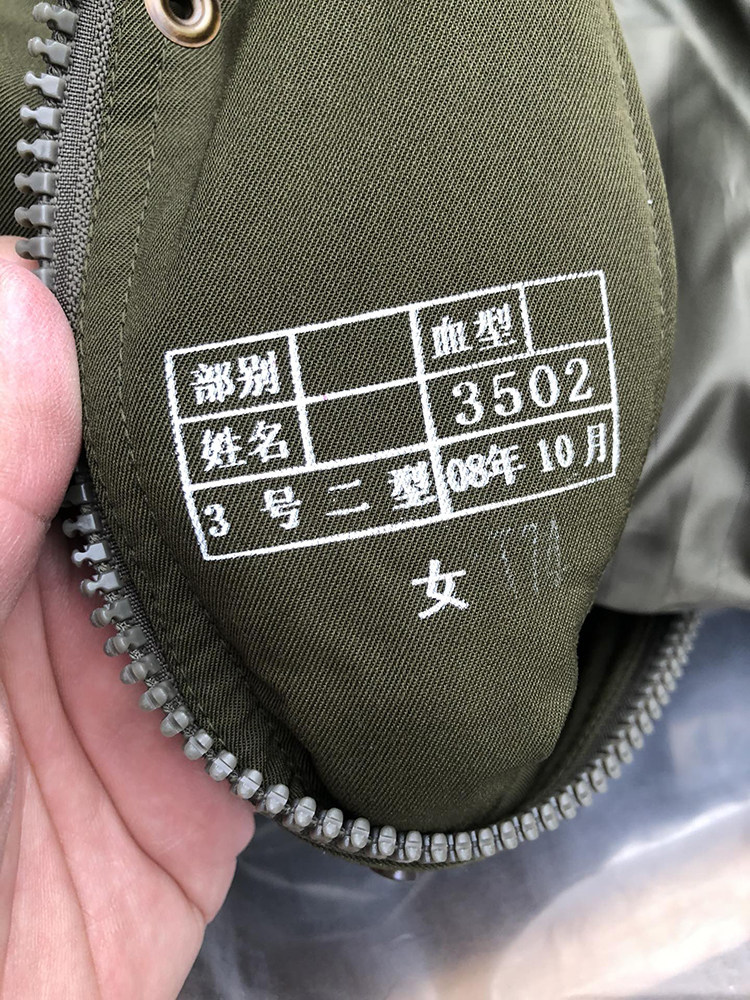 部别 血型
姓名 3502
3号二型 08年10月
女